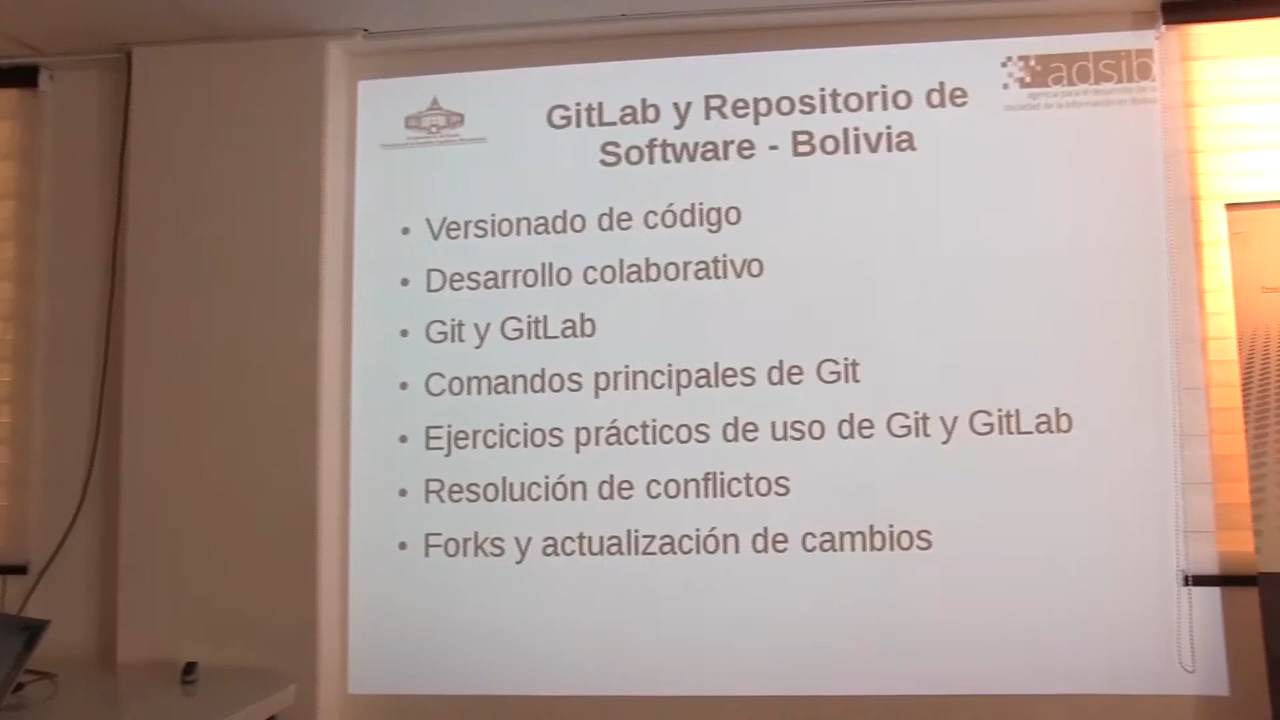 adsib
GitLab y Repositorio de
Software - Bolivia
• Versionado de código
• Desarrollo colaborativo
• Git y GitLab
• Comandos principales de Git
• Ejercicios prácticos de uso de Git y GitLab
• Resolución de conflictos
• Forks y actualización de cambios